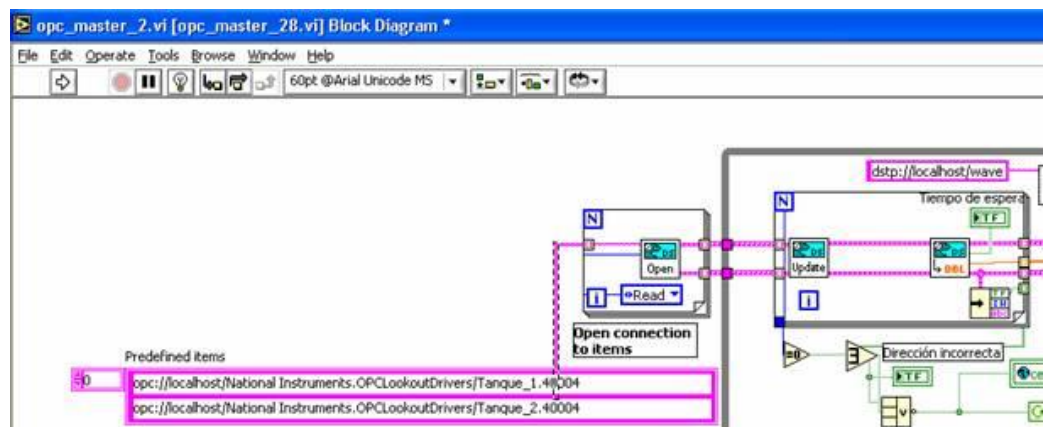 opc_master_2.vi [opc_master_28.vi] Block Diagram *
File Edit Operate Tools Browse Window Help
60pt @Arial Unicode MS
dstp://localhost/wave
N
N
Tiempo de espera
TF
Open
Update
DBL
i
Read
i
Open connection
to items
Predefined items
≠0
Dirección incorrecta
0
opc://localhost/National Instruments.OPCLookoutDrivers/Tanque_1.40004
TF
opc://localhost/National Instruments.OPCLookoutDrivers/Tanque_2.40004
V